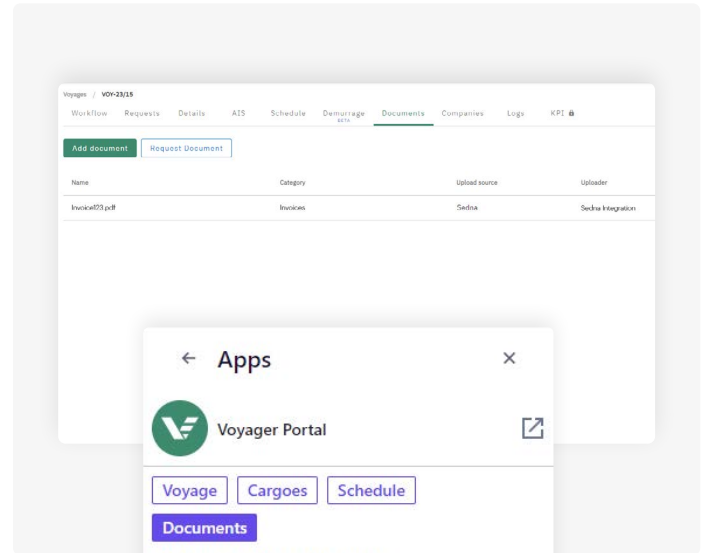 Voyages / VOY-23/15
Workflow Requests Details AIS Schedule Demurrage Documents Companies Logs KPI
BETA
Add document Request Document
Name Category Upload source Uploader
Invoice123.pdf Invoices Sedna Sedna Integration
Apps
Voyager Portal
Voyage Cargoes Schedule
Documents